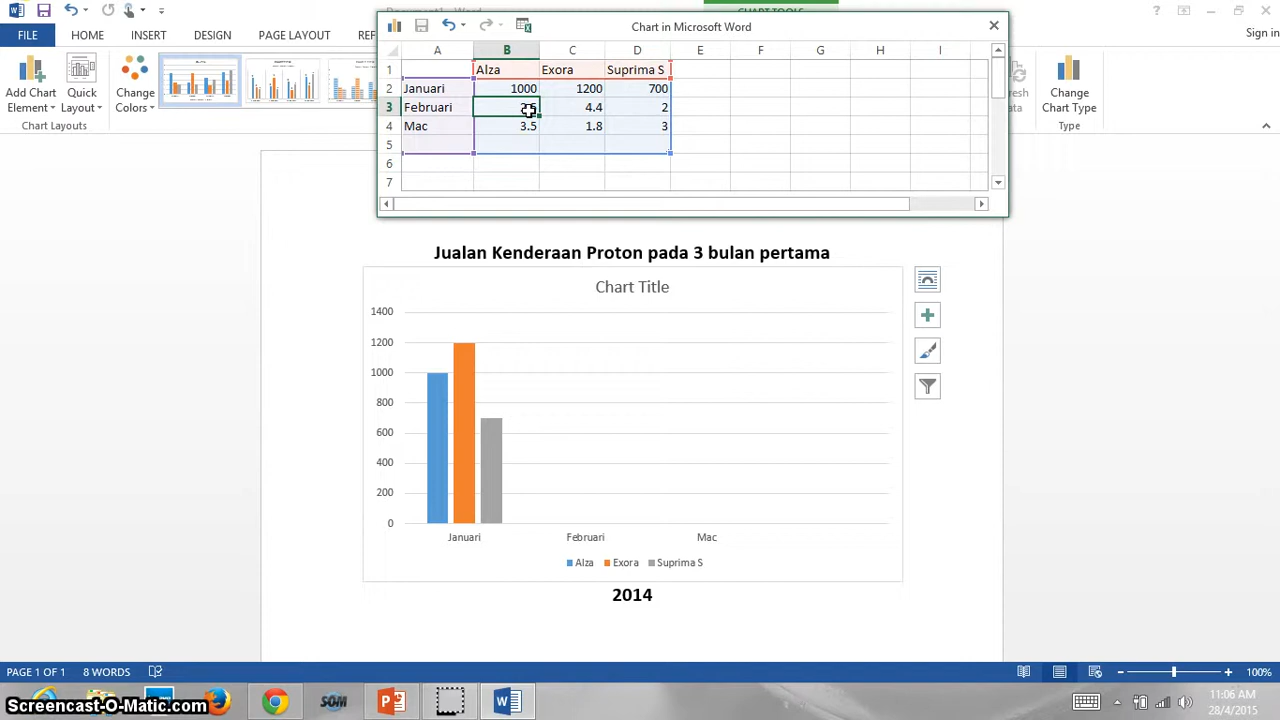 CHART TOOLS
Chart in Microsoft Word
FILE HOME INSERT DESIGN PAGE LAYOUT
Sign in
Add Chart Element
Quick Layout
Change Colors
Change Chart Type
Chart Layouts
Type
A B C D E F G H I
1 Alza Exora Suprima S
2 Januari 1000 1200 700
3 Februari 4.4 2
4 Mac 3.5 1.8 3
5
6
7
Jualan Kenderaan Proton pada 3 bulan pertama
Chart Title
1400
1200
1000
800
600
400
200
0
Januari Februari Mac
Alza Exora Suprima S
2014
PAGE 1 OF 1 8 WORDS
100%
SOM
Screencast-O-Matic.com
11:06 AM
28/4/2015